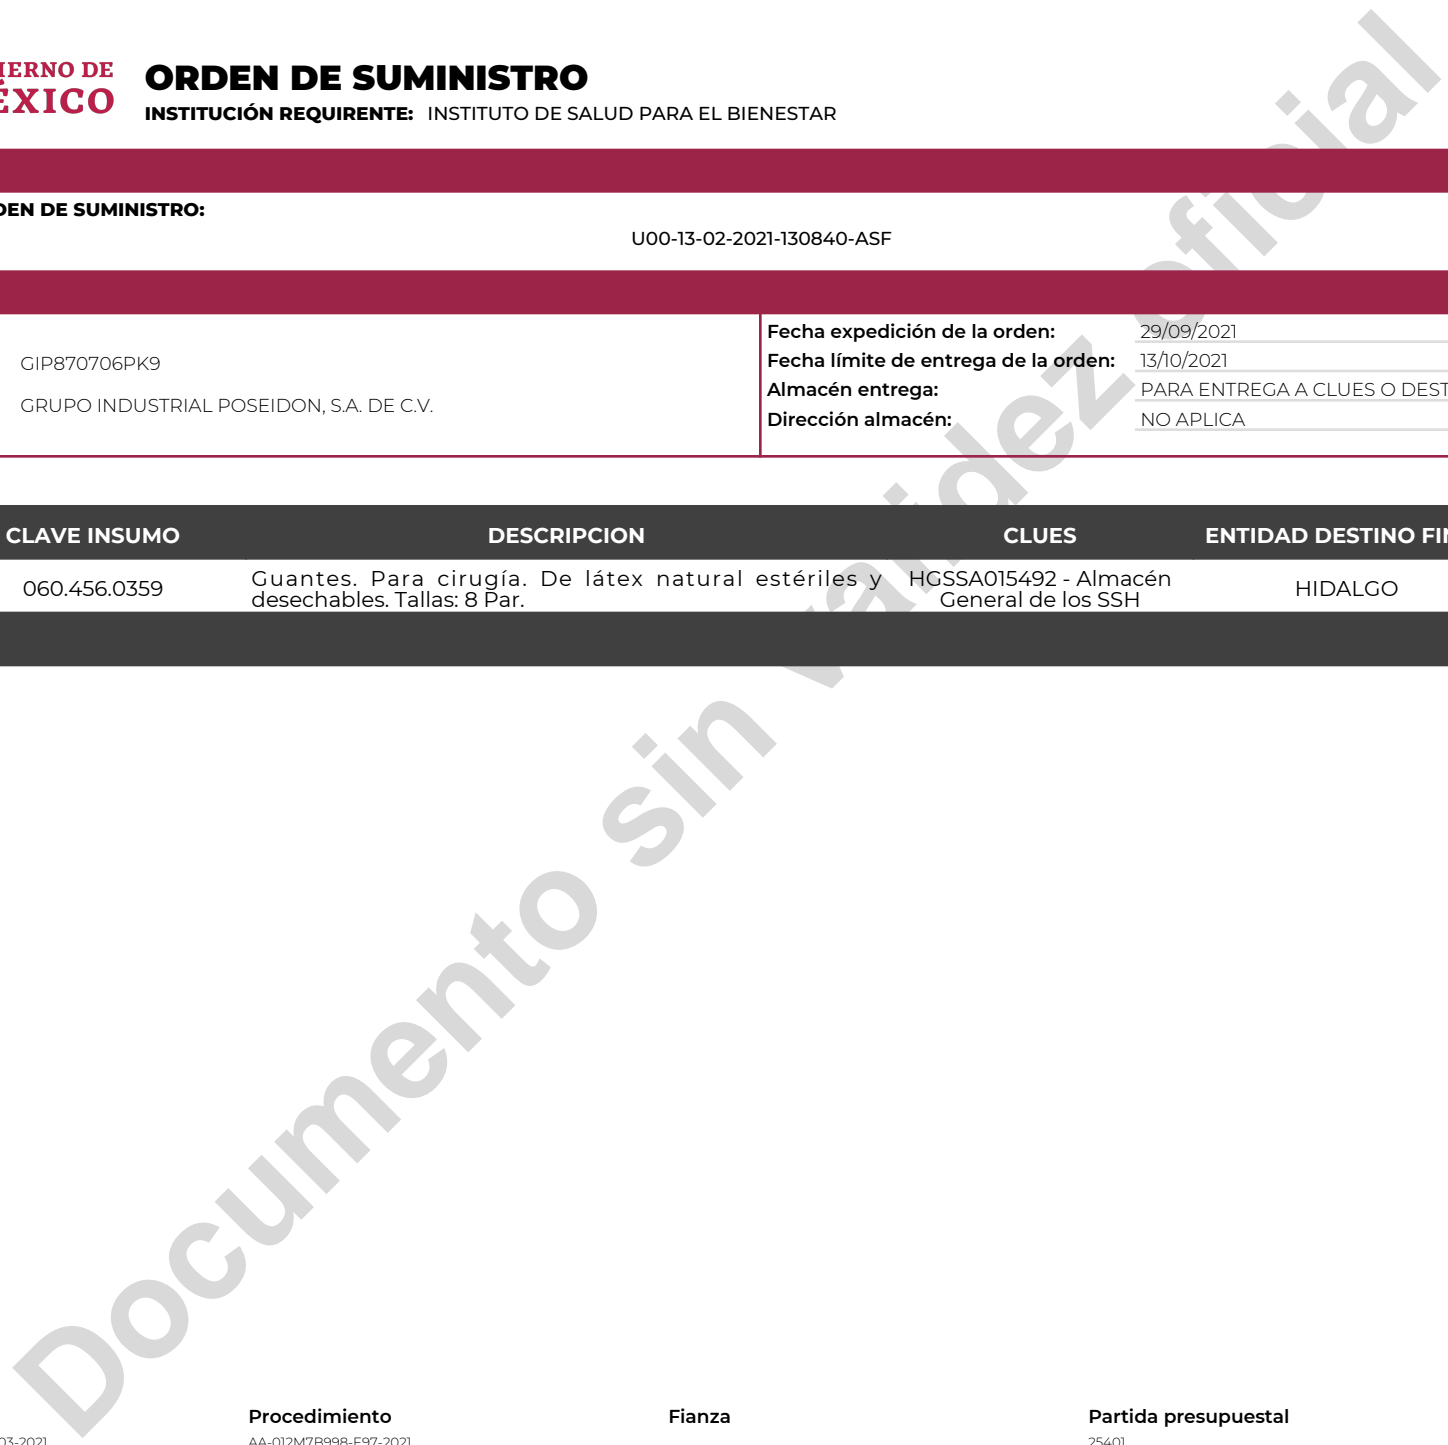 IERNO DE
ÉXICO
ORDEN DE SUMINISTRO
INSTITUCIÓN REQUIRENTE: INSTITUTO DE SALUD PARA EL BIENESTAR
DEN DE SUMINISTRO:
U00-13-02-2021-130840-ASF
GIP870706PK9
GRUPO INDUSTRIAL POSEIDON, S.A. DE C.V.
Fecha expedición de la orden: 29/09/2021
Fecha límite de entrega de la orden: 13/10/2021
Almacén entrega: PARA ENTREGA A CLUES O DEST
Dirección almacén: NO APLICA
CLAVE INSUMO DESCRIPCION CLUES ENTIDAD DESTINO FIN
060.456.0359
Guantes. Para cirugía. De látex natural estériles y
desechables. Tallas: 8 Par.
HGSSA015492 - Almacén
General de los SSH
HIDALGO
Documento sin validez oficial
Procedimiento Fianza Partida presupuestal
03-2021 AA-012M7B998-E97-2021 25401